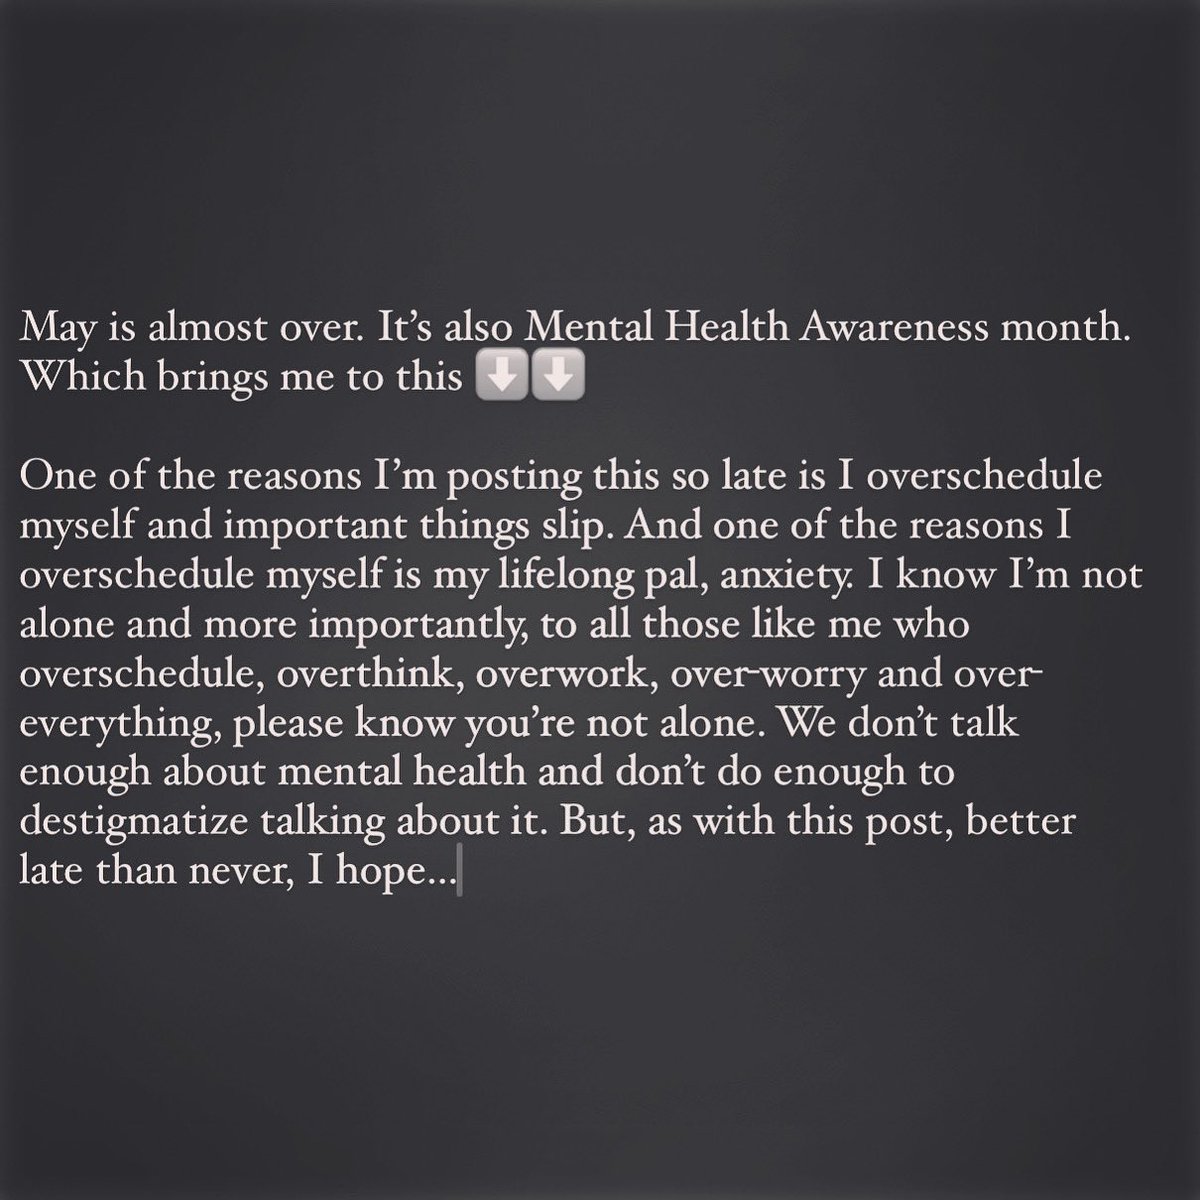 May is almost over. It’s also Mental Health Awareness month.
Which brings me to this ⬇️⬇️
One of the reasons I’m posting this so late is I overschedule
myself and important things slip. And one of the reasons I
overschedule myself is my lifelong pal, anxiety. I know I’m not
alone and more importantly, to all those like me who
overschedule, overthink, overwork, over-worry and over-
everything, please know you’re not alone. We don’t talk
enough about mental health and don’t do enough to
destigmatize talking about it. But, as with this post, better
late than never, I hope...